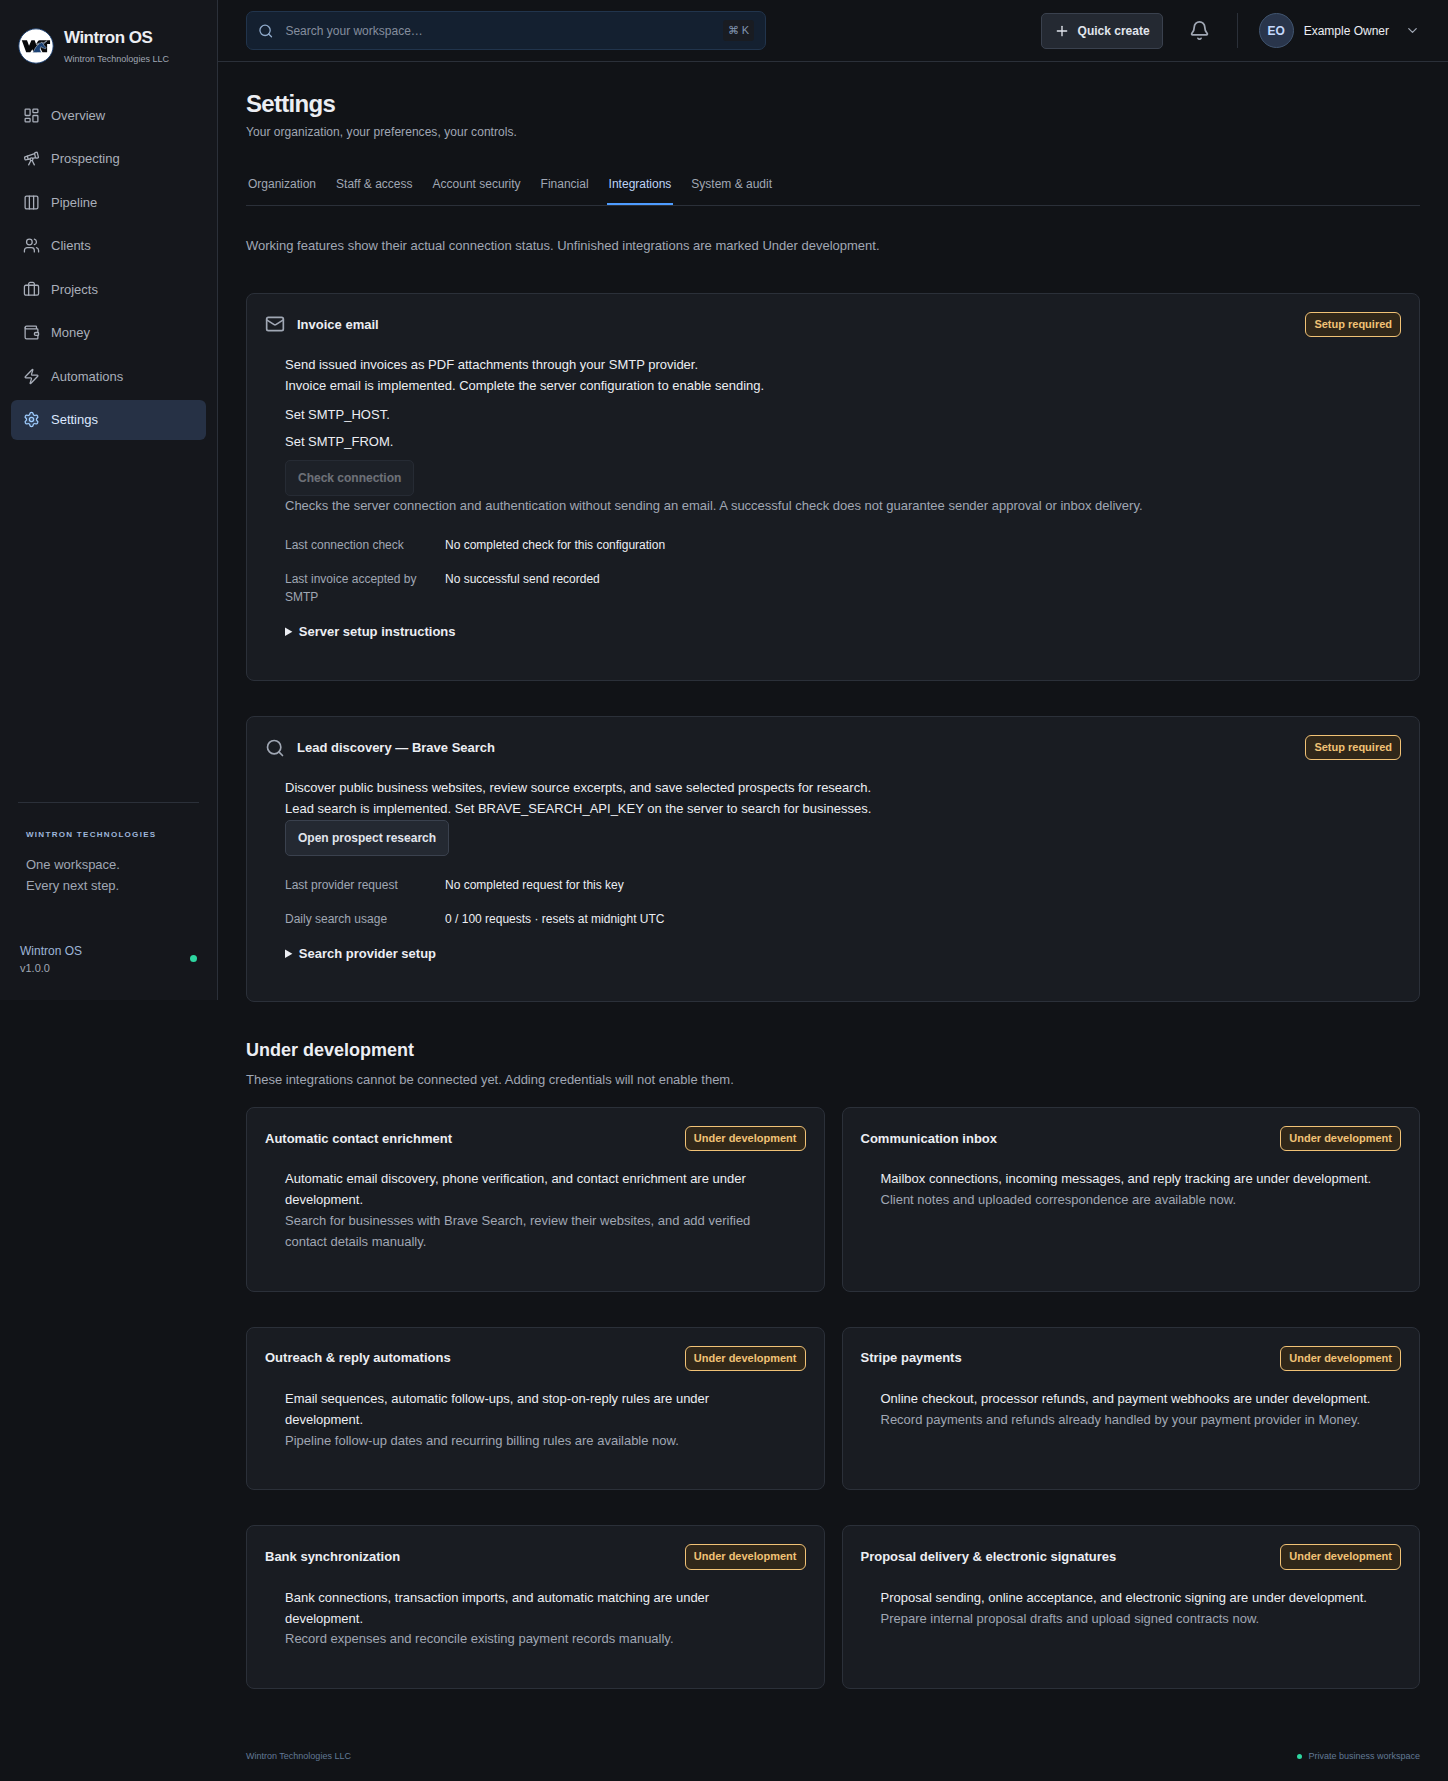 Wintron OS
Wintron Technologies LLC
Search your workspace…
⌘ K
Quick create
EO
Example Owner
Overview
Prospecting
Pipeline
Clients
Projects
Money
Automations
Settings
WINTRON TECHNOLOGIES
One workspace.
Every next step.
Wintron OS
v1.0.0
Settings
Your organization, your preferences, your controls.
Organization
Staff & access
Account security
Financial
Integrations
System & audit
Working features show their actual connection status. Unfinished integrations are marked Under development.
Invoice email
Setup required
Send issued invoices as PDF attachments through your SMTP provider.
Invoice email is implemented. Complete the server configuration to enable sending.
Set SMTP_HOST.
Set SMTP_FROM.
Check connection
Checks the server connection and authentication without sending an email. A successful check does not guarantee sender approval or inbox delivery.
Last connection check
No completed check for this configuration
Last invoice accepted by
SMTP
No successful send recorded
Server setup instructions
Lead discovery — Brave Search
Setup required
Discover public business websites, review source excerpts, and save selected prospects for research.
Lead search is implemented. Set BRAVE_SEARCH_API_KEY on the server to search for businesses.
Open prospect research
Last provider request
No completed request for this key
Daily search usage
0 / 100 requests · resets at midnight UTC
Search provider setup
Under development
These integrations cannot be connected yet. Adding credentials will not enable them.
Automatic contact enrichment
Under development
Automatic email discovery, phone verification, and contact enrichment are under
development.
Search for businesses with Brave Search, review their websites, and add verified
contact details manually.
Communication inbox
Under development
Mailbox connections, incoming messages, and reply tracking are under development.
Client notes and uploaded correspondence are available now.
Outreach & reply automations
Under development
Email sequences, automatic follow-ups, and stop-on-reply rules are under
development.
Pipeline follow-up dates and recurring billing rules are available now.
Stripe payments
Under development
Online checkout, processor refunds, and payment webhooks are under development.
Record payments and refunds already handled by your payment provider in Money.
Bank synchronization
Under development
Bank connections, transaction imports, and automatic matching are under
development.
Record expenses and reconcile existing payment records manually.
Proposal delivery & electronic signatures
Under development
Proposal sending, online acceptance, and electronic signing are under development.
Prepare internal proposal drafts and upload signed contracts now.
Wintron Technologies LLC
Private business workspace